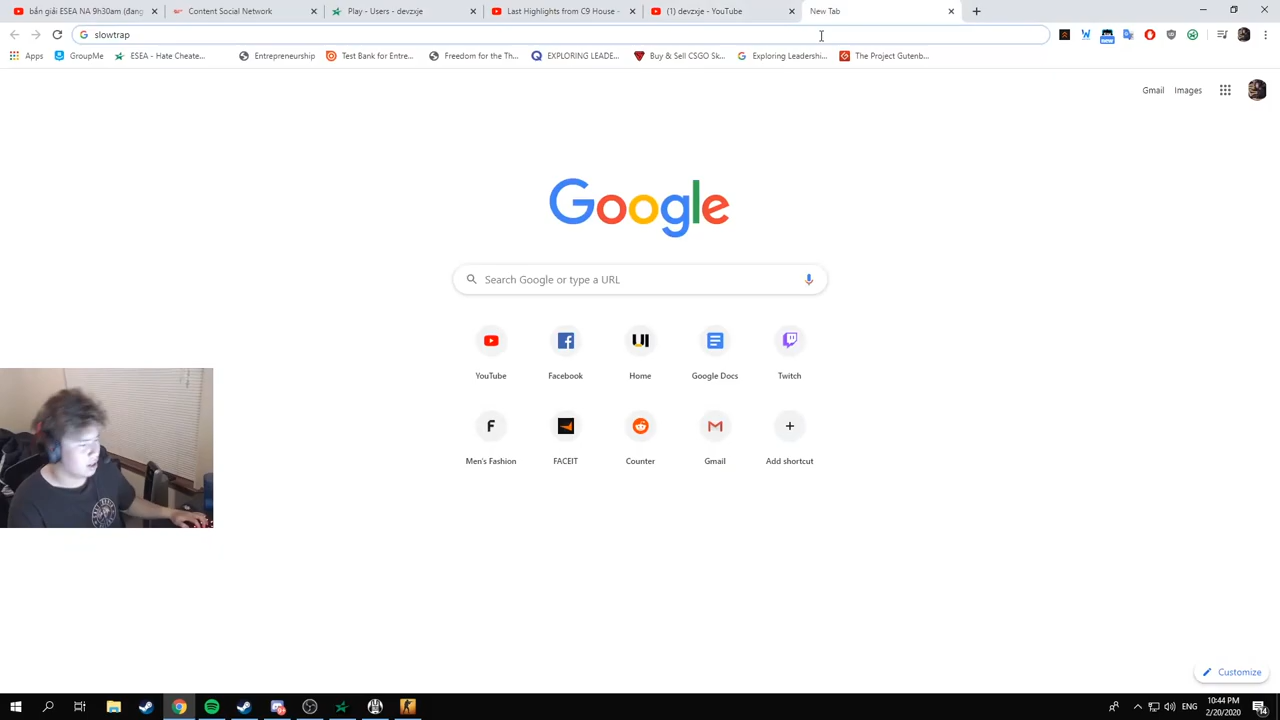 bán giải ESEA NA 9h30am (đang
Content Social Network
Play - Users - devzxje
Last Highlights from C9 House -
(1) devzxje - YouTube
New Tab
slowtrap
Apps
GroupMe
ESEA - Hate Cheate...
Entrepreneurship
Test Bank for Entre...
Freedom for the Th...
EXPLORING LEADE...
Buy & Sell CSGO Sk...
Exploring Leadershi...
The Project Gutenb...
Gmail
Images
Google
Search Google or type a URL
YouTube
Facebook
Home
Google Docs
Twitch
Men's Fashion
FACEIT
Counter
Gmail
Add shortcut
Customize
ENG
10:44 PM
2/20/2020
14